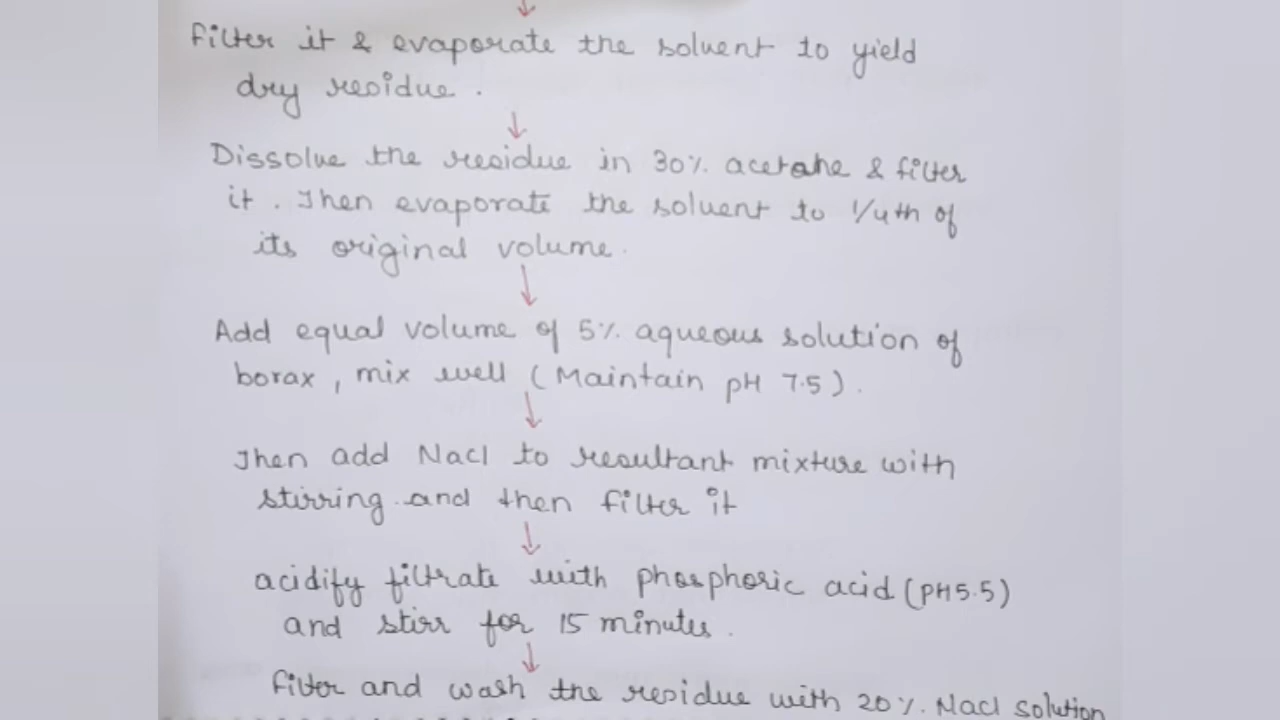 Filter it & evaporate the solvent to yield
dry residue.
Dissolve the residue in 30% acetone & filter
it. Then evaporate the solvent to 1/4th of
its original volume.
Add equal volume of 5% aqueous solution of
borax, mix well (Maintain pH 7.5).
Then add NaCl to resultant mixture with
stirring and then filter it
acidify filtrate with phosphoric acid (pH 5.5)
and stirr for 15 minutes.
filter and wash the residue with 20% NaCl solution